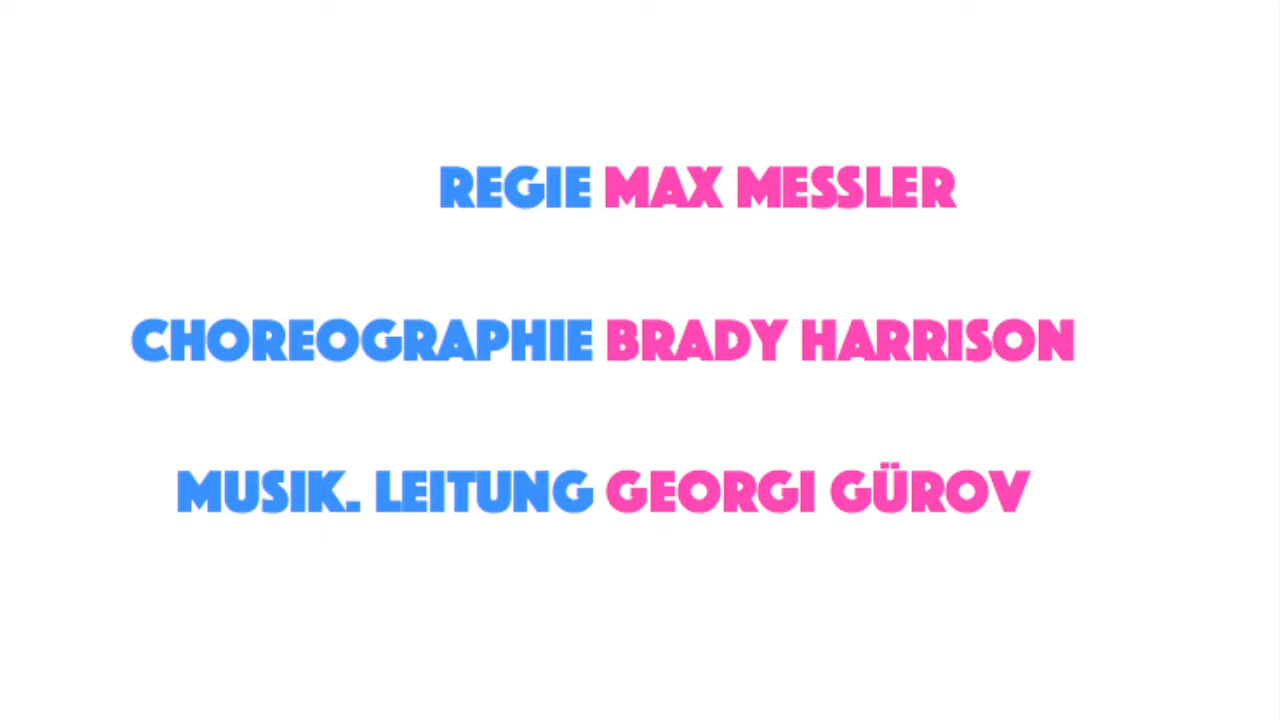 REGIE MAX MESSLER
CHOREOGRAPHIE BRADY HARRISON
MUSIK. LEITUNG GEORGI GÜROV